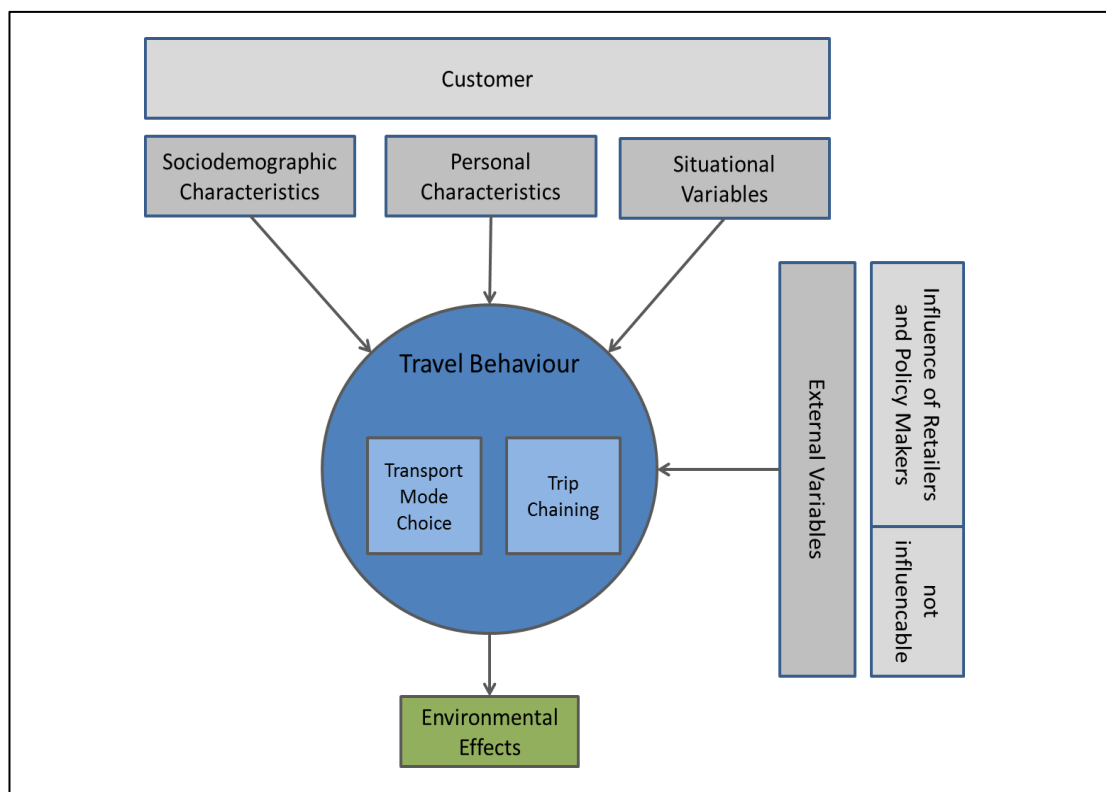 Customer
Sociodemographic
Characteristics
Personal
Characteristics
Situational
Variables
Travel Behaviour
Transport
Mode
Choice
Trip
Chaining
External Variables
Influence of Retailers
and Policy Makers
not
influencable
Environmental
Effects